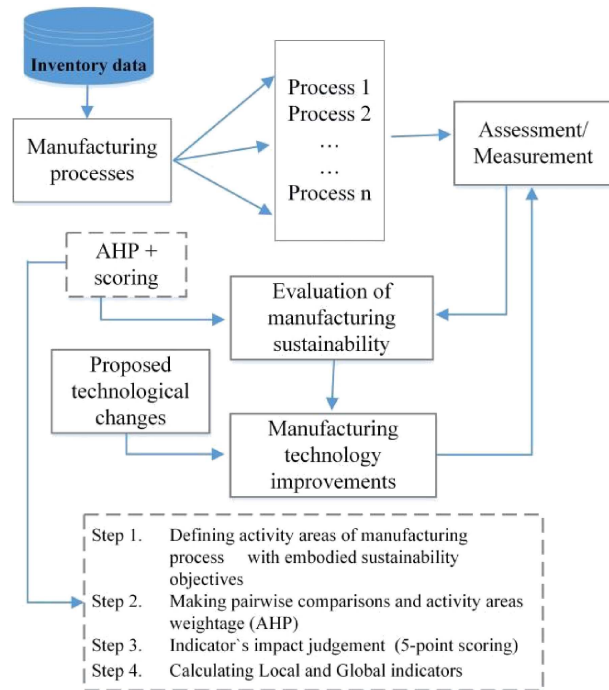 Inventory data
Manufacturing
processes
Process 1
Process 2
...
...
Process n
Assessment/
Measurement
AHP +
scoring
Evaluation of
manufacturing
sustainability
Proposed
technological
changes
Manufacturing
technology
improvements
Step 1. Defining activity areas of manufacturing
process with embodied sustainability
objectives
Step 2. Making pairwise comparisons and activity areas
weightage (AHP)
Step 3. Indicator`s impact judgement (5-point scoring)
Step 4. Calculating Local and Global indicators